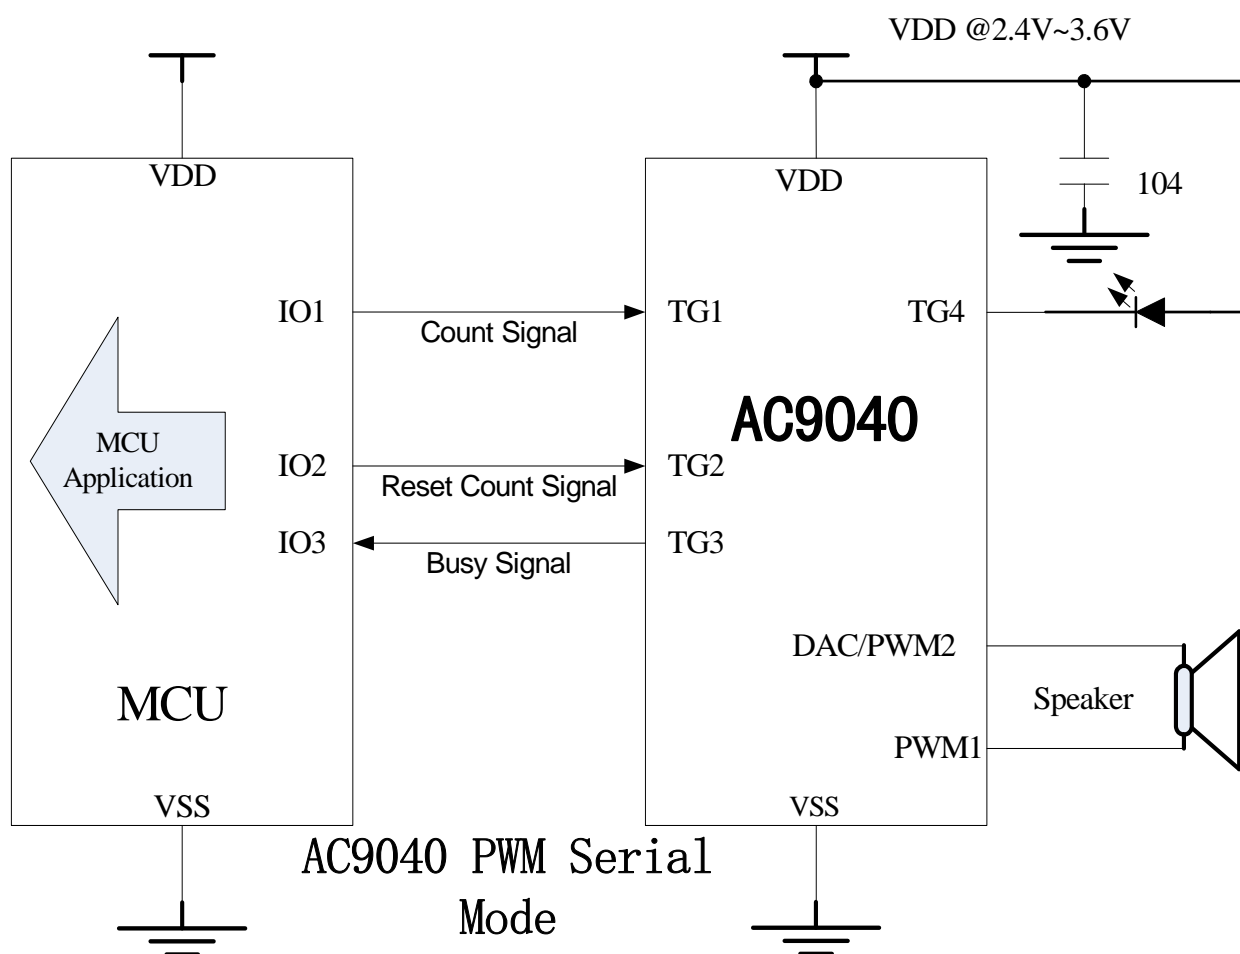 VDD @2.4V~3.6V
VDD
VDD
104
IO1
Count Signal
TG1
TG4
AC9040
MCU
Application
IO2
Reset Count Signal
TG2
IO3
Busy Signal
TG3
DAC/PWM2
Speaker
MCU
PWM1
VSS
VSS
AC9040 PWM Serial
Mode